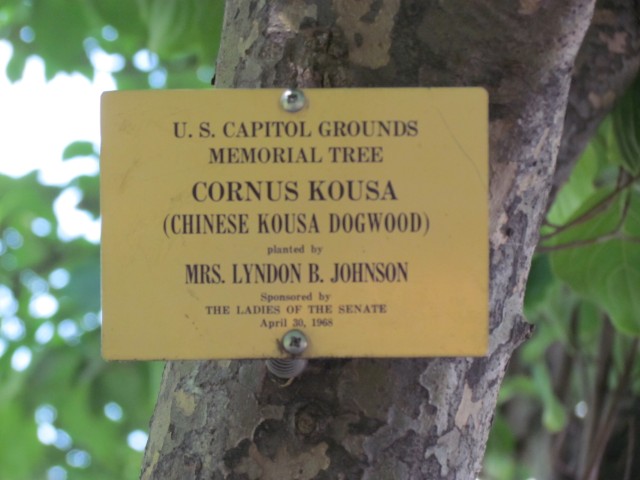 U. S. CAPITOL GROUNDS
MEMORIAL TREE
CORNUS KOUSA
(CHINESE KOUSA DOGWOOD)
planted by
MRS. LYNDON B. JOHNSON
Sponsored by
THE LADIES OF THE SENATE
April 30, 1968